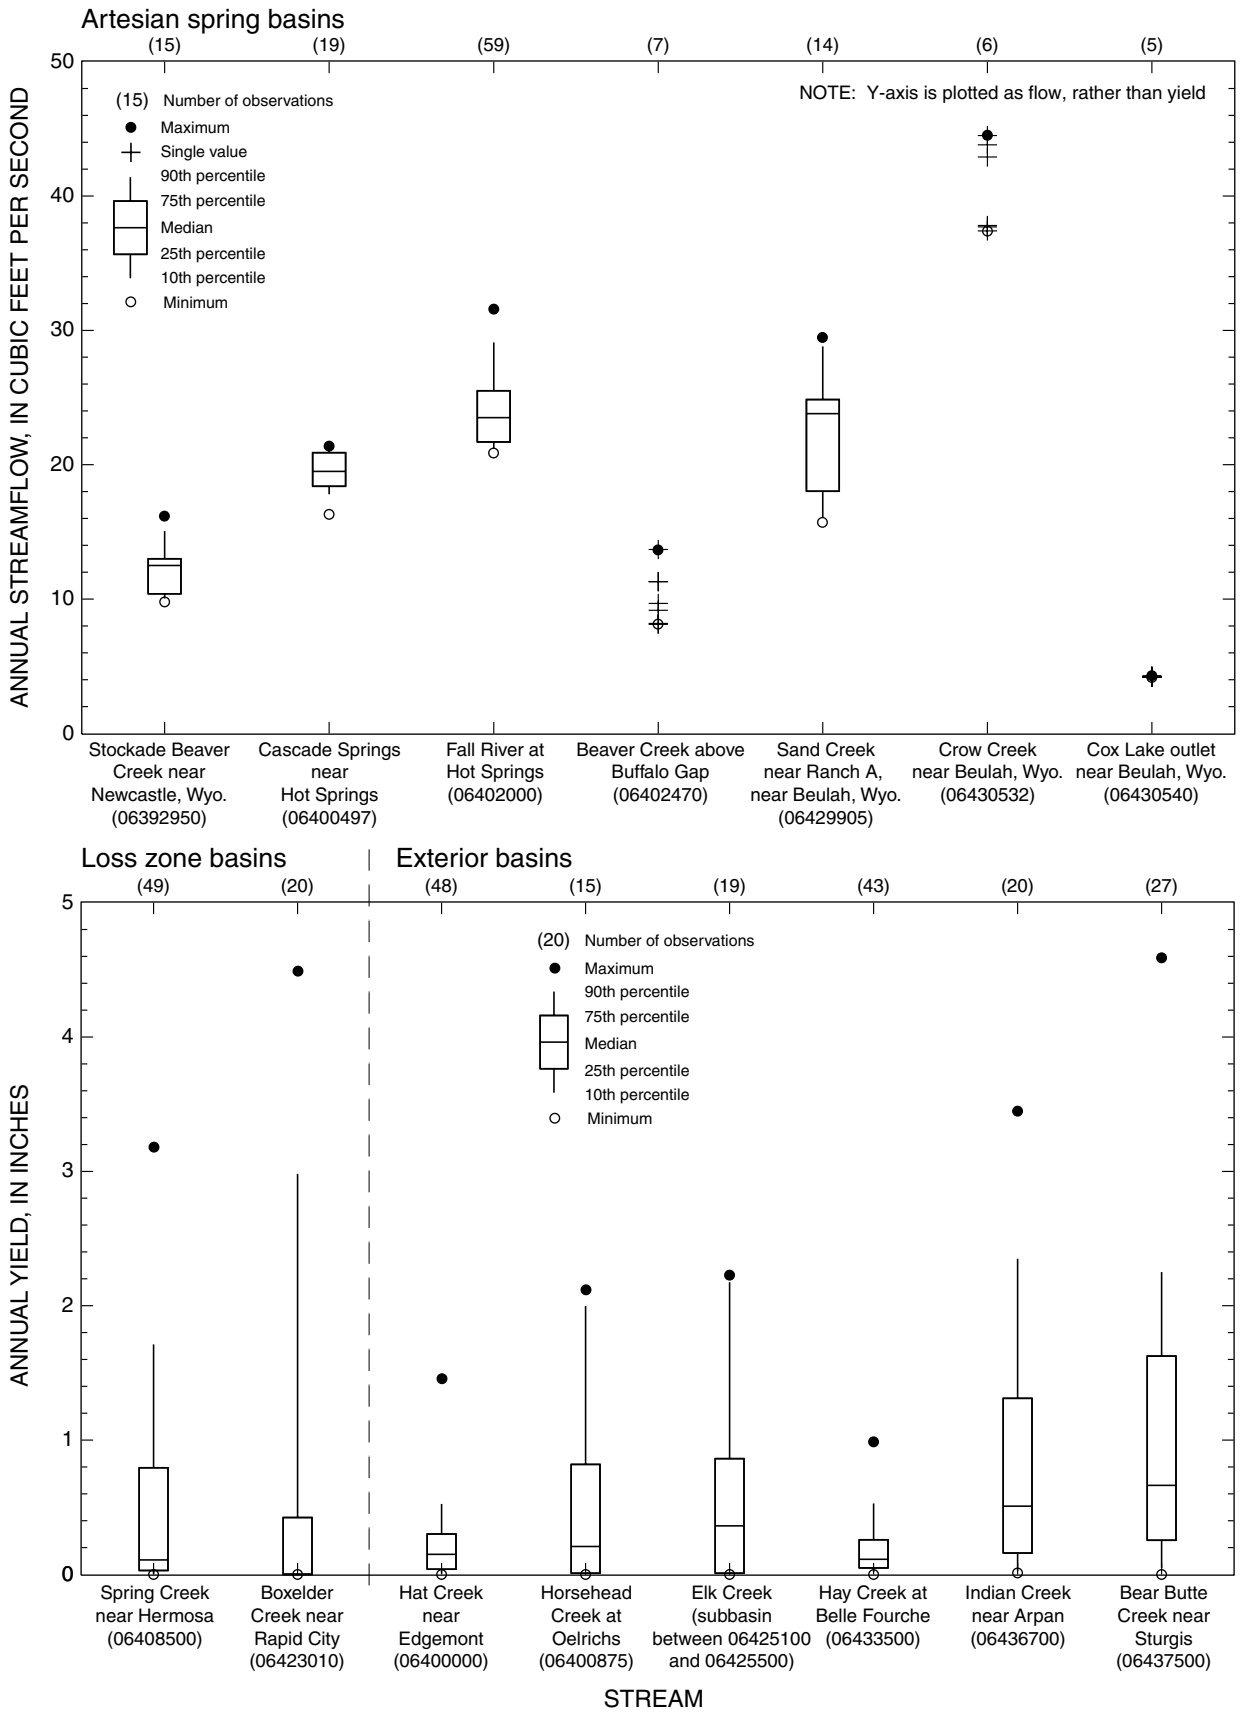 Artesian spring basins
(15) (19) (59) (7) (14) (6) (5)
50
40
30
20
10
0
ANNUAL STREAMFLOW, IN CUBIC FEET PER SECOND
NOTE: Y-axis is plotted as flow, rather than yield
(15) Number of observations
Maximum
Single value
90th percentile
75th percentile
Median
25th percentile
10th percentile
Minimum
Stockade Beaver
Creek near
Newcastle, Wyo.
(06392950)
Cascade Springs
near
Hot Springs
(06400497)
Fall River at
Hot Springs
(06402000)
Beaver Creek above
Buffalo Gap
(06402470)
Sand Creek
near Ranch A,
near Beulah, Wyo.
(06429905)
Crow Creek
near Beulah, Wyo.
(06430532)
Cox Lake outlet
near Beulah, Wyo.
(06430540)
Loss zone basins
Exterior basins
(49) (20) (48) (15) (19) (43) (20) (27)
5
4
3
2
1
0
ANNUAL YIELD, IN INCHES
(20) Number of observations
Maximum
90th percentile
75th percentile
Median
25th percentile
10th percentile
Minimum
Spring Creek
near Hermosa
(06408500)
Boxelder
Creek near
Rapid City
(06423010)
Hat Creek
near
Edgemont
(06400000)
Horsehead
Creek at
Oelrichs
(06400875)
Elk Creek
(subbasin
between 06425100
and 06425500)
Hay Creek at
Belle Fourche
(06433500)
Indian Creek
near Arpan
(06436700)
Bear Butte
Creek near
Sturgis
(06437500)
STREAM